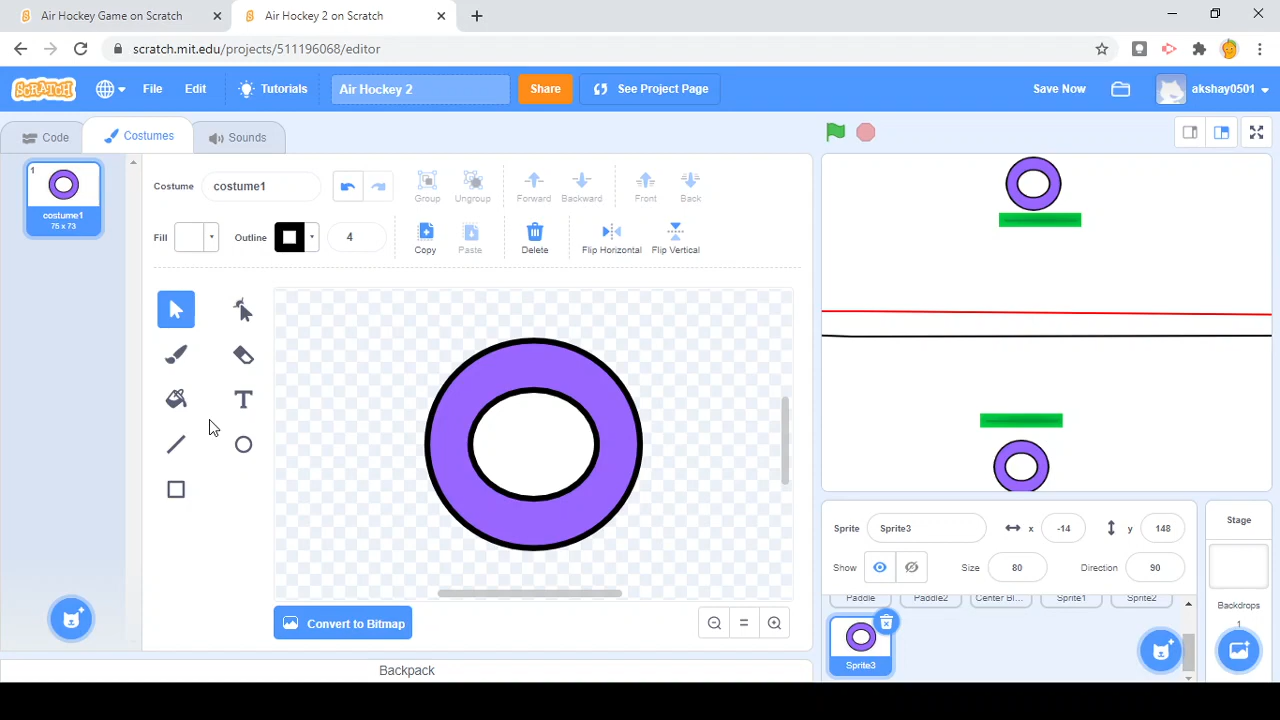 Air Hockey Game on Scratch
Air Hockey 2 on Scratch
scratch.mit.edu/projects/511196068/editor
SCRATCH
File
Edit
Tutorials
Air Hockey 2
Share
See Project Page
Save Now
akshay0501
Code
Costumes
Sounds
1
costume1
75 x 73
Costume
costume1
Group
Ungroup
Forward
Backward
Front
Back
Fill
Outline
4
Copy
Paste
Delete
Flip Horizontal
Flip Vertical
T
Convert to Bitmap
Backpack
Sprite
Sprite3
x
-14
y
148
Show
Size
80
Direction
90
Paddle
Paddle2
Center Bl...
Sprite1
Sprite2
Sprite3
Stage
Backdrops
1